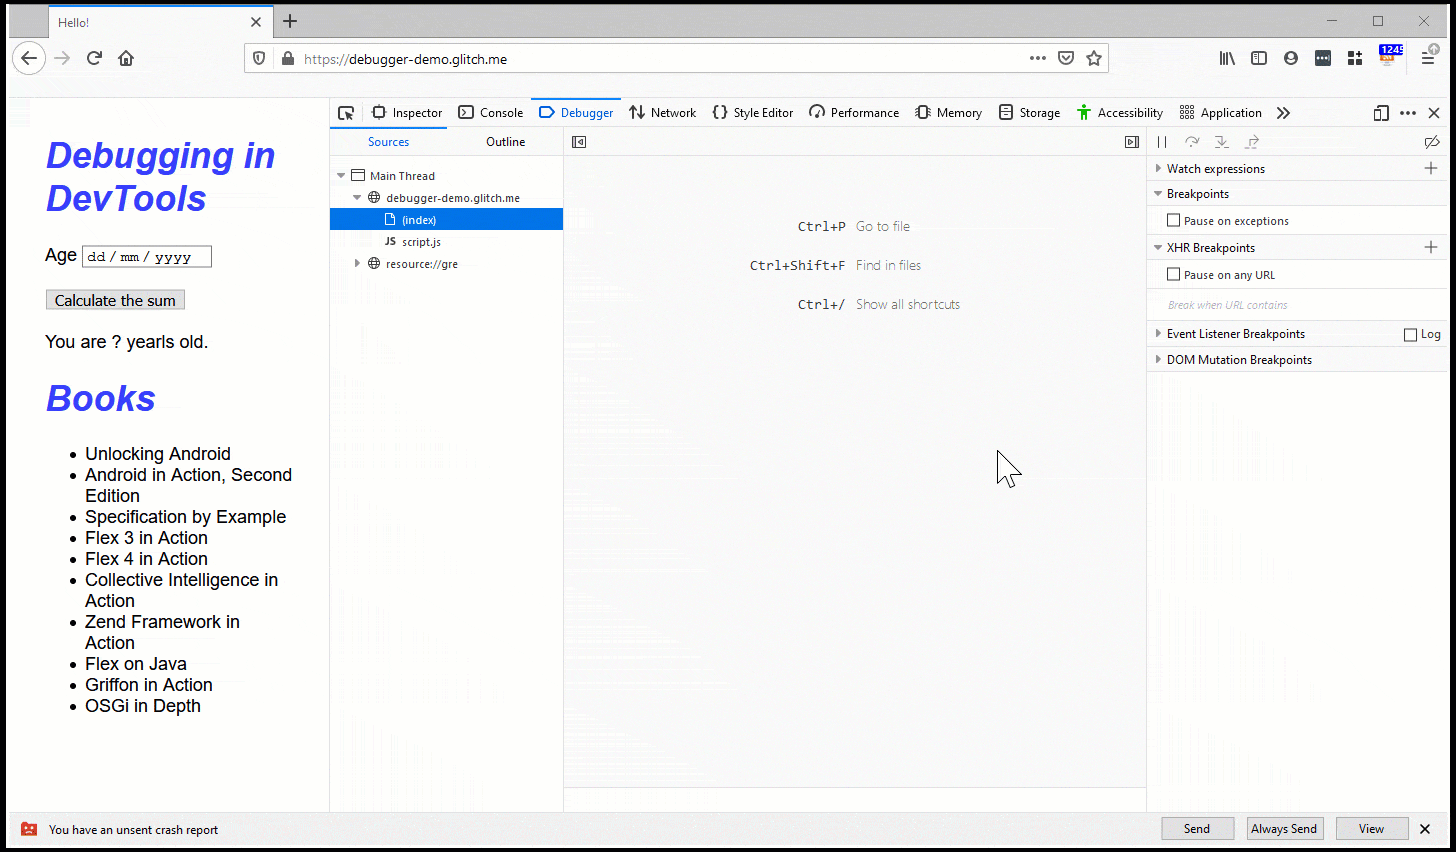 Hello!
1245
https://debugger-demo.glitch.me
Inspector
Console
Debugger
Network
Style Editor
Performance
Memory
Storage
Accessibility
Application
Sources
Outline
Main Thread
debugger-demo.glitch.me
(index)
JS script.js
resource://gre
Ctrl+P Go to file
Ctrl+Shift+F Find in files
Ctrl+/ Show all shortcuts
Watch expressions
Breakpoints
Pause on exceptions
XHR Breakpoints
Pause on any URL
Break when URL contains
Event Listener Breakpoints
Log
DOM Mutation Breakpoints
Debugging in
DevTools
Age dd / mm / yyyy
Calculate the sum
You are ? yearls old.
Books
Unlocking Android
Android in Action, Second
Edition
Specification by Example
Flex 3 in Action
Flex 4 in Action
Collective Intelligence in
Action
Zend Framework in
Action
Flex on Java
Griffon in Action
OSGi in Depth
You have an unsent crash report
Send
Always Send
View